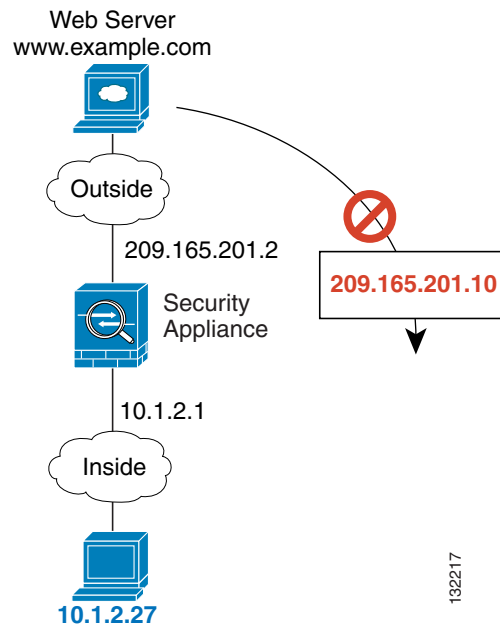 Web Server
www.example.com
Outside
209.165.201.2
209.165.201.10
Security
Appliance
10.1.2.1
Inside
10.1.2.27
132217